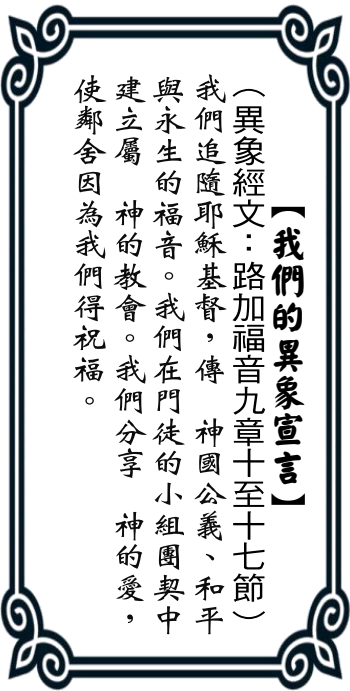 【我們的異象宣言】
（異象經文：路加福音九章十至十七節）
我們追隨耶穌基督，傳　神國公義、和平
與永生的福音。我們在門徒的小組團契中
建立屬　神的教會。我們分享　神的愛，
使鄰舍因為我們得祝福。